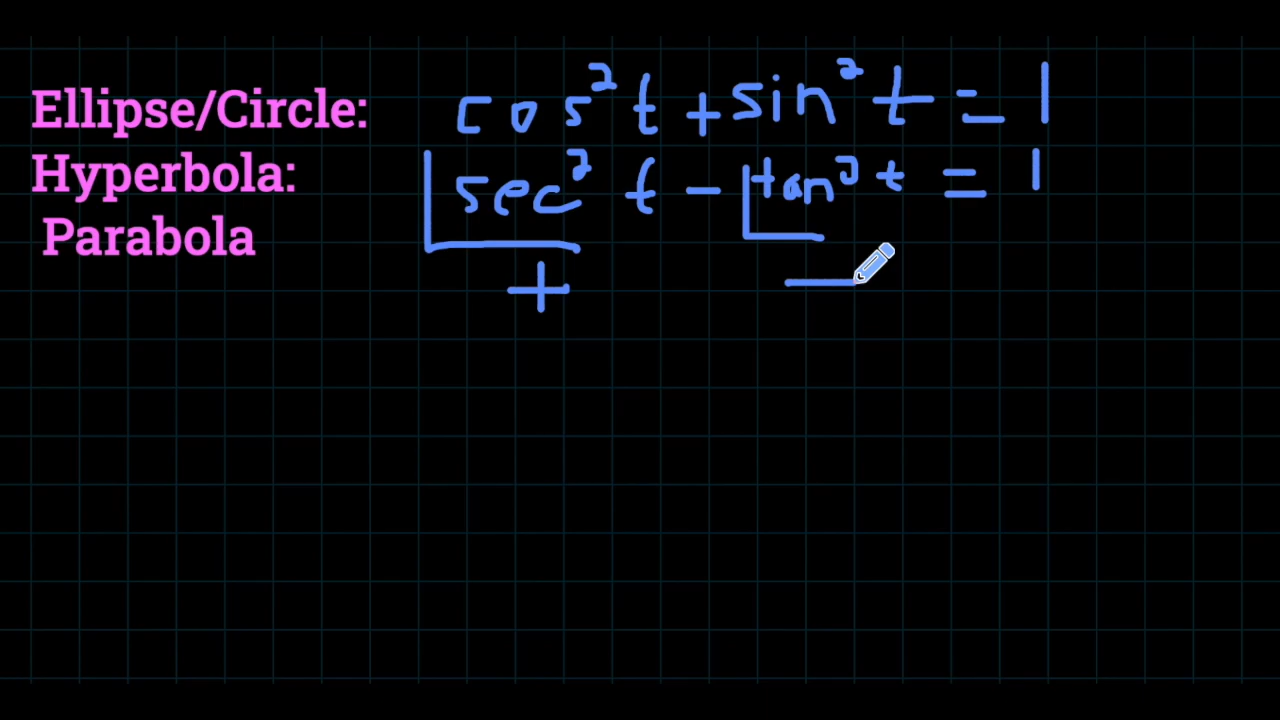 Ellipse/Circle: cos²t + sin²t = 1
Hyperbola: sec²t - tan²t = 1
Parabola
+ —